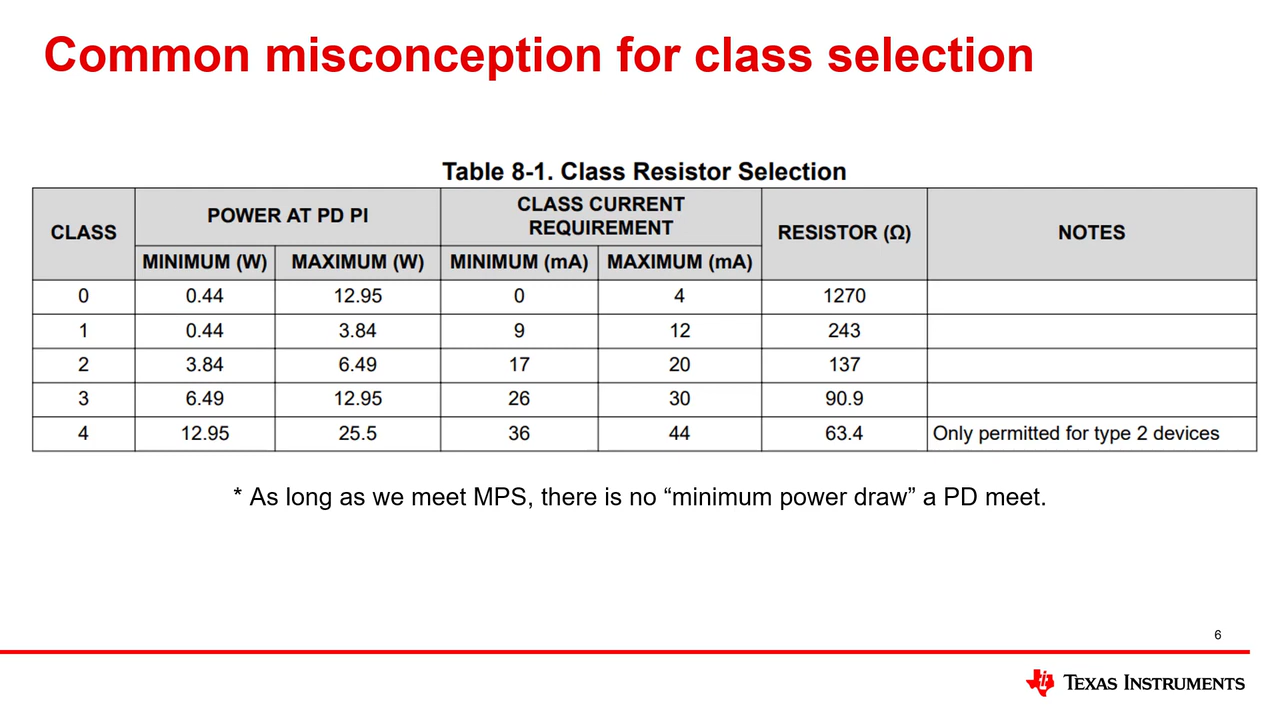 Common misconception for class selection
Table 8-1. Class Resistor Selection
CLASS POWER AT PD PI CLASS CURRENT REQUIREMENT RESISTOR (Ω) NOTES
MINIMUM (W) MAXIMUM (W) MINIMUM (mA) MAXIMUM (mA)
0 0.44 12.95 0 4 1270
1 0.44 3.84 9 12 243
2 3.84 6.49 17 20 137
3 6.49 12.95 26 30 90.9
4 12.95 25.5 36 44 63.4 Only permitted for type 2 devices
* As long as we meet MPS, there is no “minimum power draw” a PD meet.
6
TEXAS INSTRUMENTS